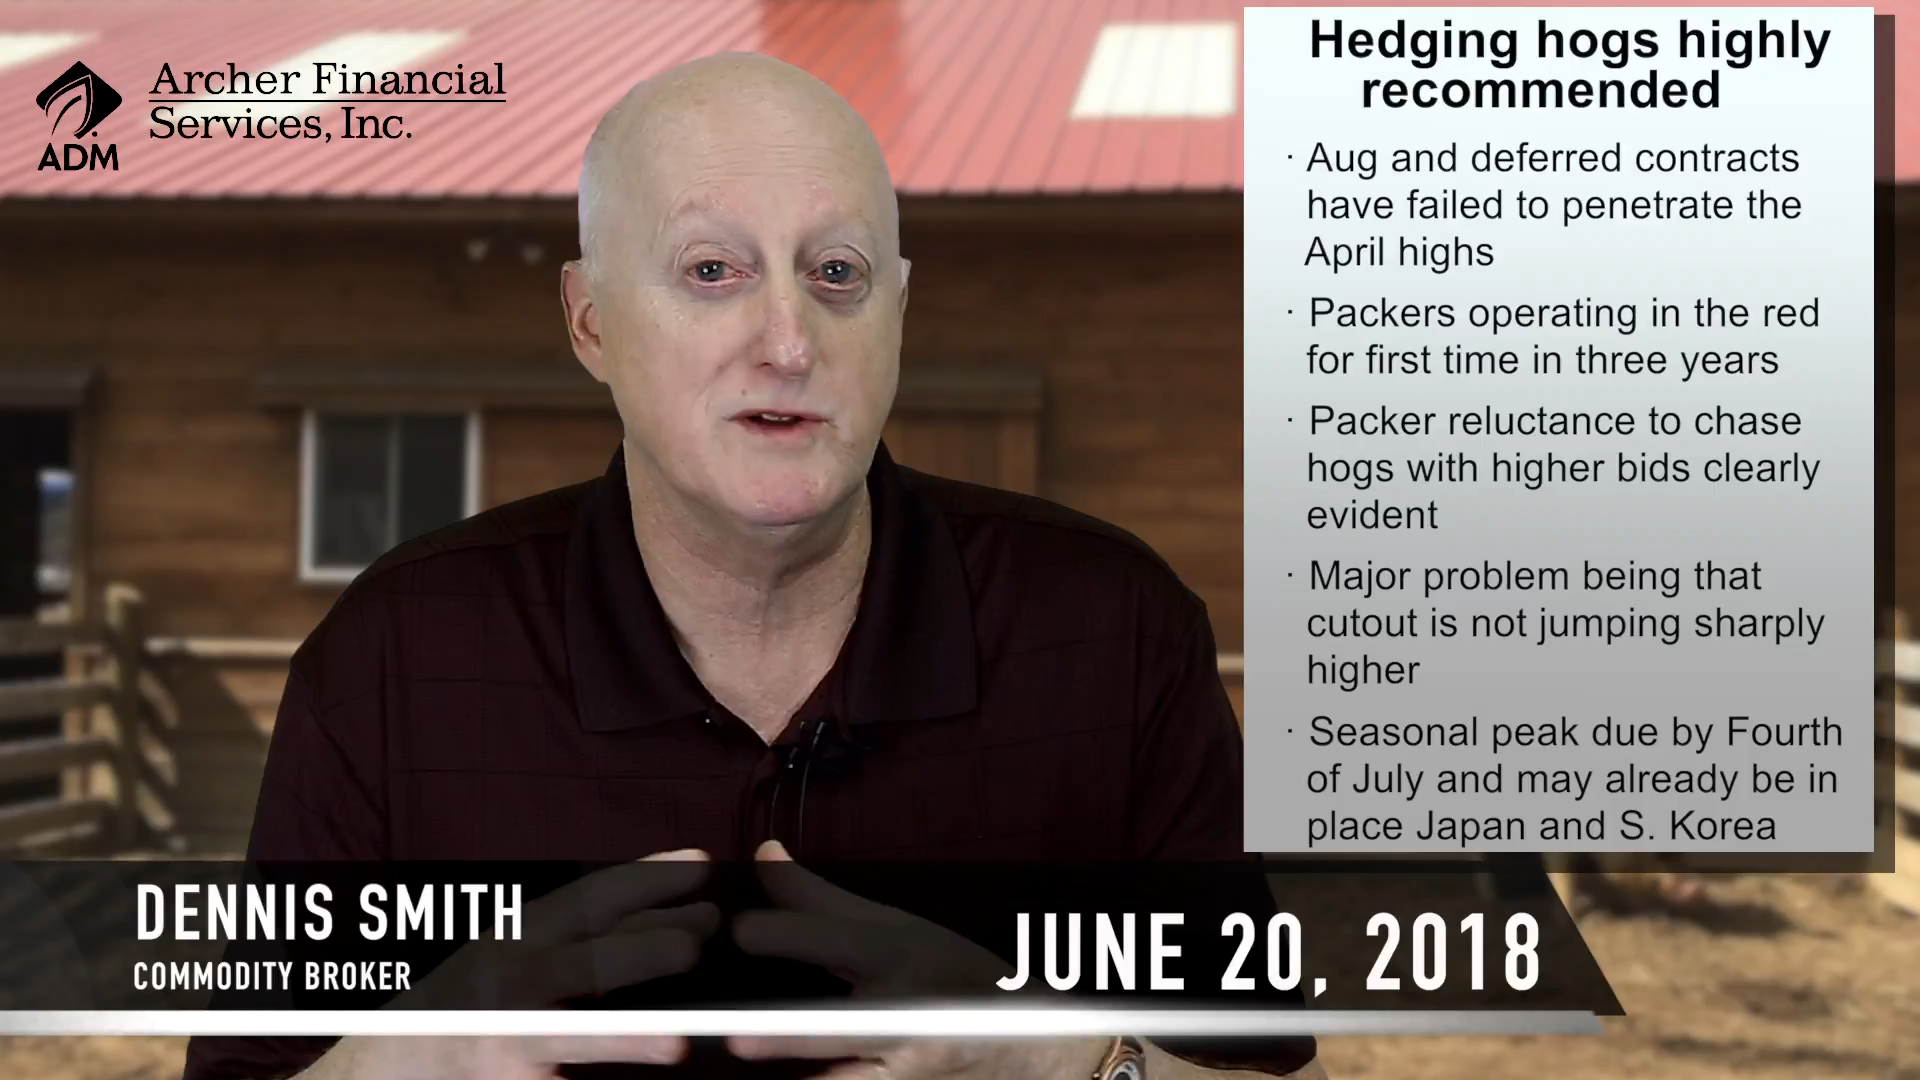 Archer Financial
Services, Inc.
ADM
Hedging hogs highly
recommended
· Aug and deferred contracts
have failed to penetrate the
April highs
· Packers operating in the red
for first time in three years
· Packer reluctance to chase
hogs with higher bids clearly
evident
· Major problem being that
cutout is not jumping sharply
higher
· Seasonal peak due by Fourth
of July and may already be in
place Japan and S. Korea
DENNIS SMITH
COMMODITY BROKER
JUNE 20, 2018